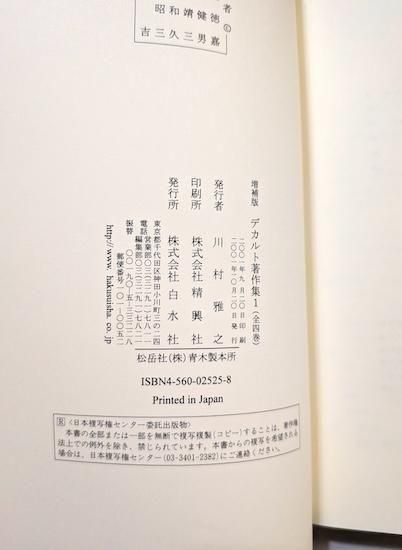 者
昭和靖健徳 ©
吉三久三男嘉
増補版 デカルト著作集1(全四巻)
二〇〇一年九月二〇日印刷
二〇〇一年一〇月二〇日発行
発行者 川村雅之
印刷所 株式会社精興社
発行所 株式会社白水社
東京都千代田区神田小川町三の二四
電話 営業部〇三(三二九一)七八一一
編集部〇三(三二九一)七八二一
振替 〇〇一九〇-五-三三二二八
郵便番号一〇一-〇〇五二
http://www.hakusuisha.co.jp
松岳社(株)青木製本所
ISBN4-560-02525-8
Printed in Japan
R〈日本複写権センター委託出版物〉
本書の全部または一部を無断で複写複製(コピー)することは、著作権
法上での例外を除き、禁じられています。本書からの複写を希望される
場合は、日本複写権センター(03-3401-2382)にご連絡ください。